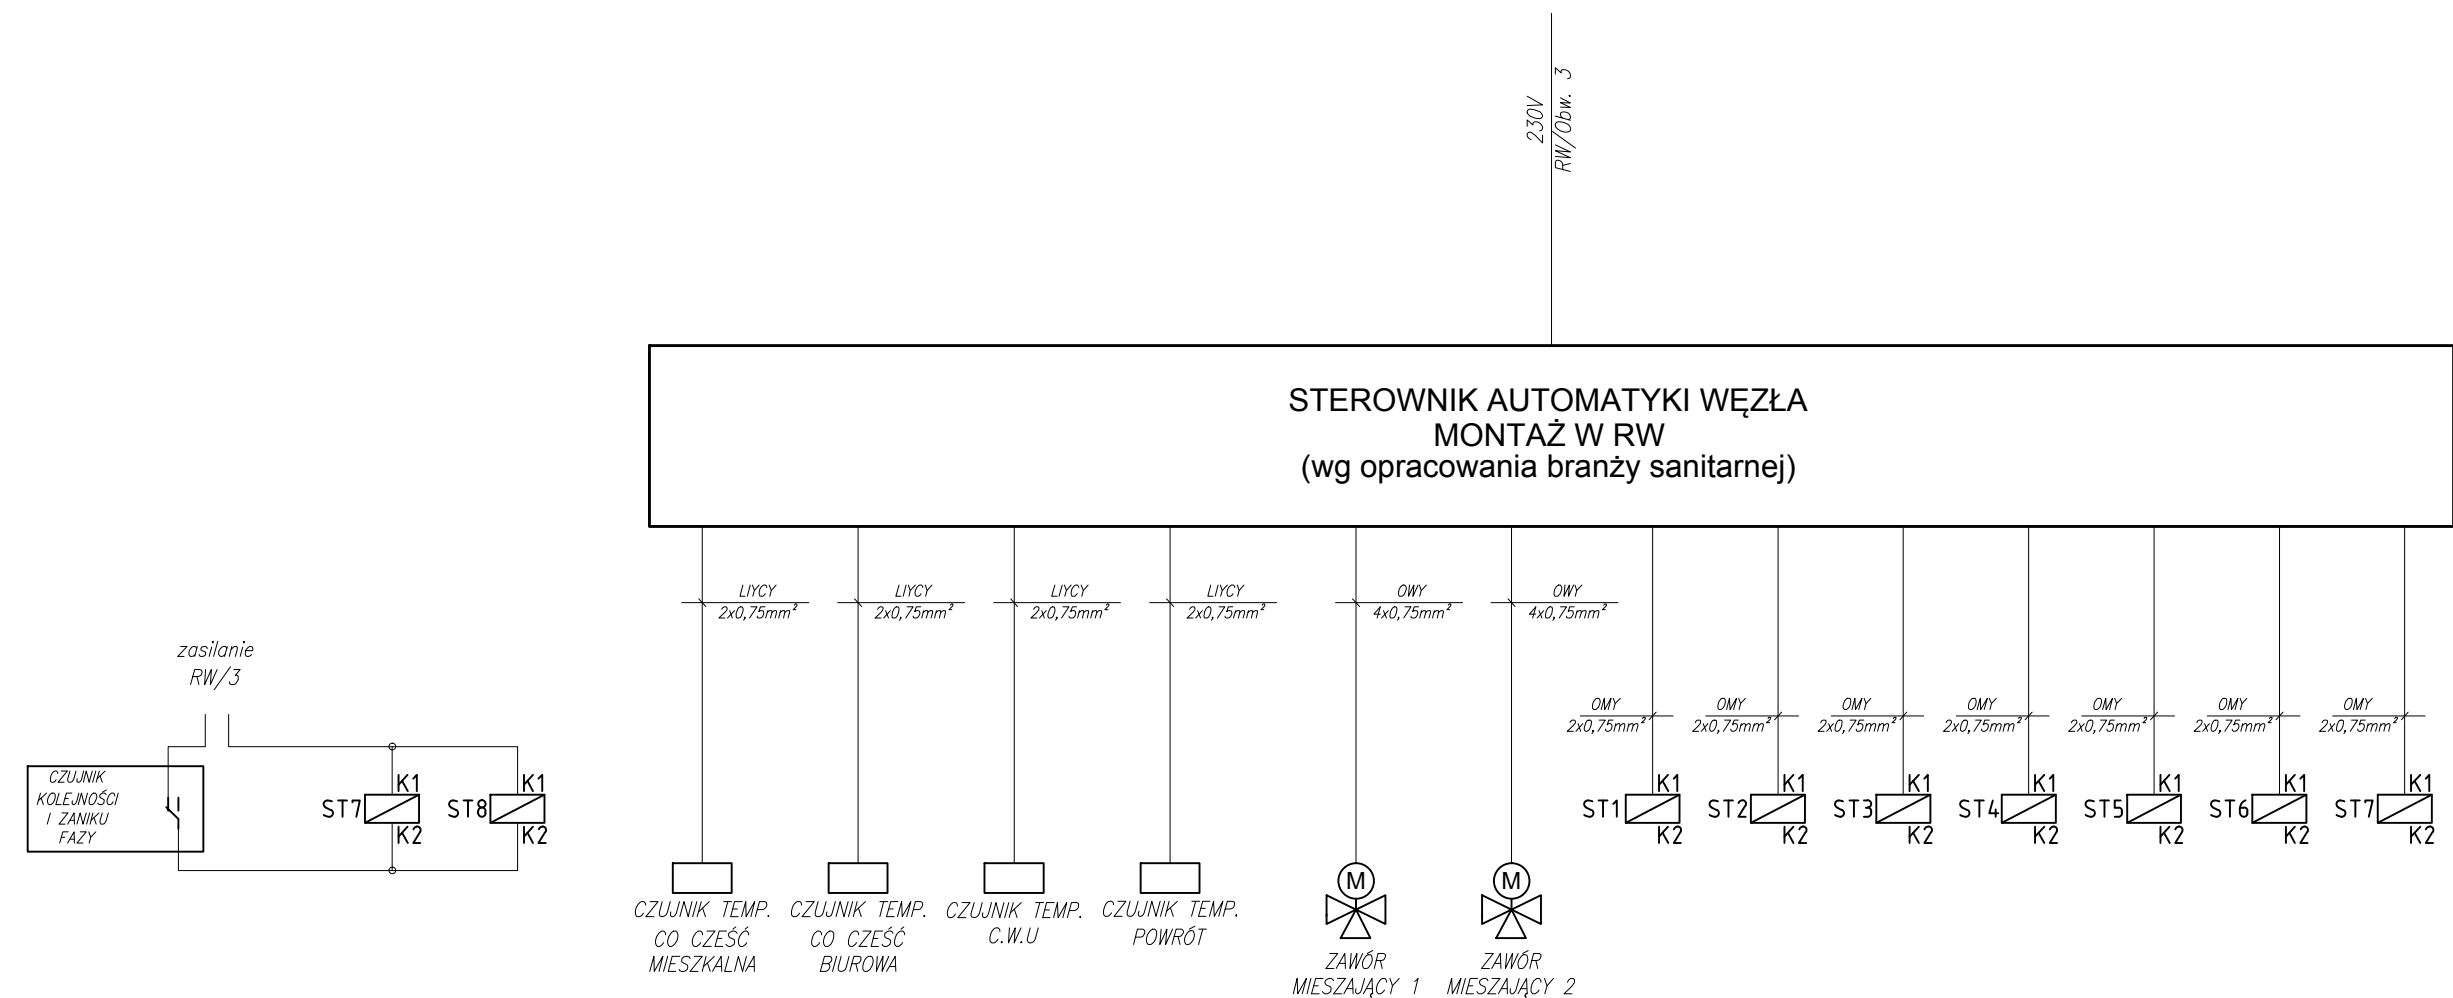 230V
RW/Obw. 3
STEROWNIK AUTOMATYKI WĘZŁA
MONTAŻ W RW
(wg opracowania branży sanitarnej)
LIYCY
2x0,75mm²
LIYCY
2x0,75mm²
LIYCY
2x0,75mm²
LIYCY
2x0,75mm²
OWY
4x0,75mm²
OWY
4x0,75mm²
zasilanie
RW/3
OMY
2x0,75mm²
OMY
2x0,75mm²
OMY
2x0,75mm²
OMY
2x0,75mm²
OMY
2x0,75mm²
OMY
2x0,75mm²
OMY
2x0,75mm²
CZUJNIK
KOLEJNOŚCI
I ZANIKU
FAZY
K1
ST7
K2
K1
ST8
K2
K1
ST1
K2
K1
ST2
K2
K1
ST3
K2
K1
ST4
K2
K1
ST5
K2
K1
ST6
K2
K1
ST7
K2
CZUJNIK TEMP.
CO CZEŚĆ
MIESZKALNA
CZUJNIK TEMP.
CO CZEŚĆ
BIUROWA
CZUJNIK TEMP.
C.W.U
CZUJNIK TEMP.
POWRÓT
M
ZAWÓR
MIESZAJĄCY 1
M
ZAWÓR
MIESZAJĄCY 2